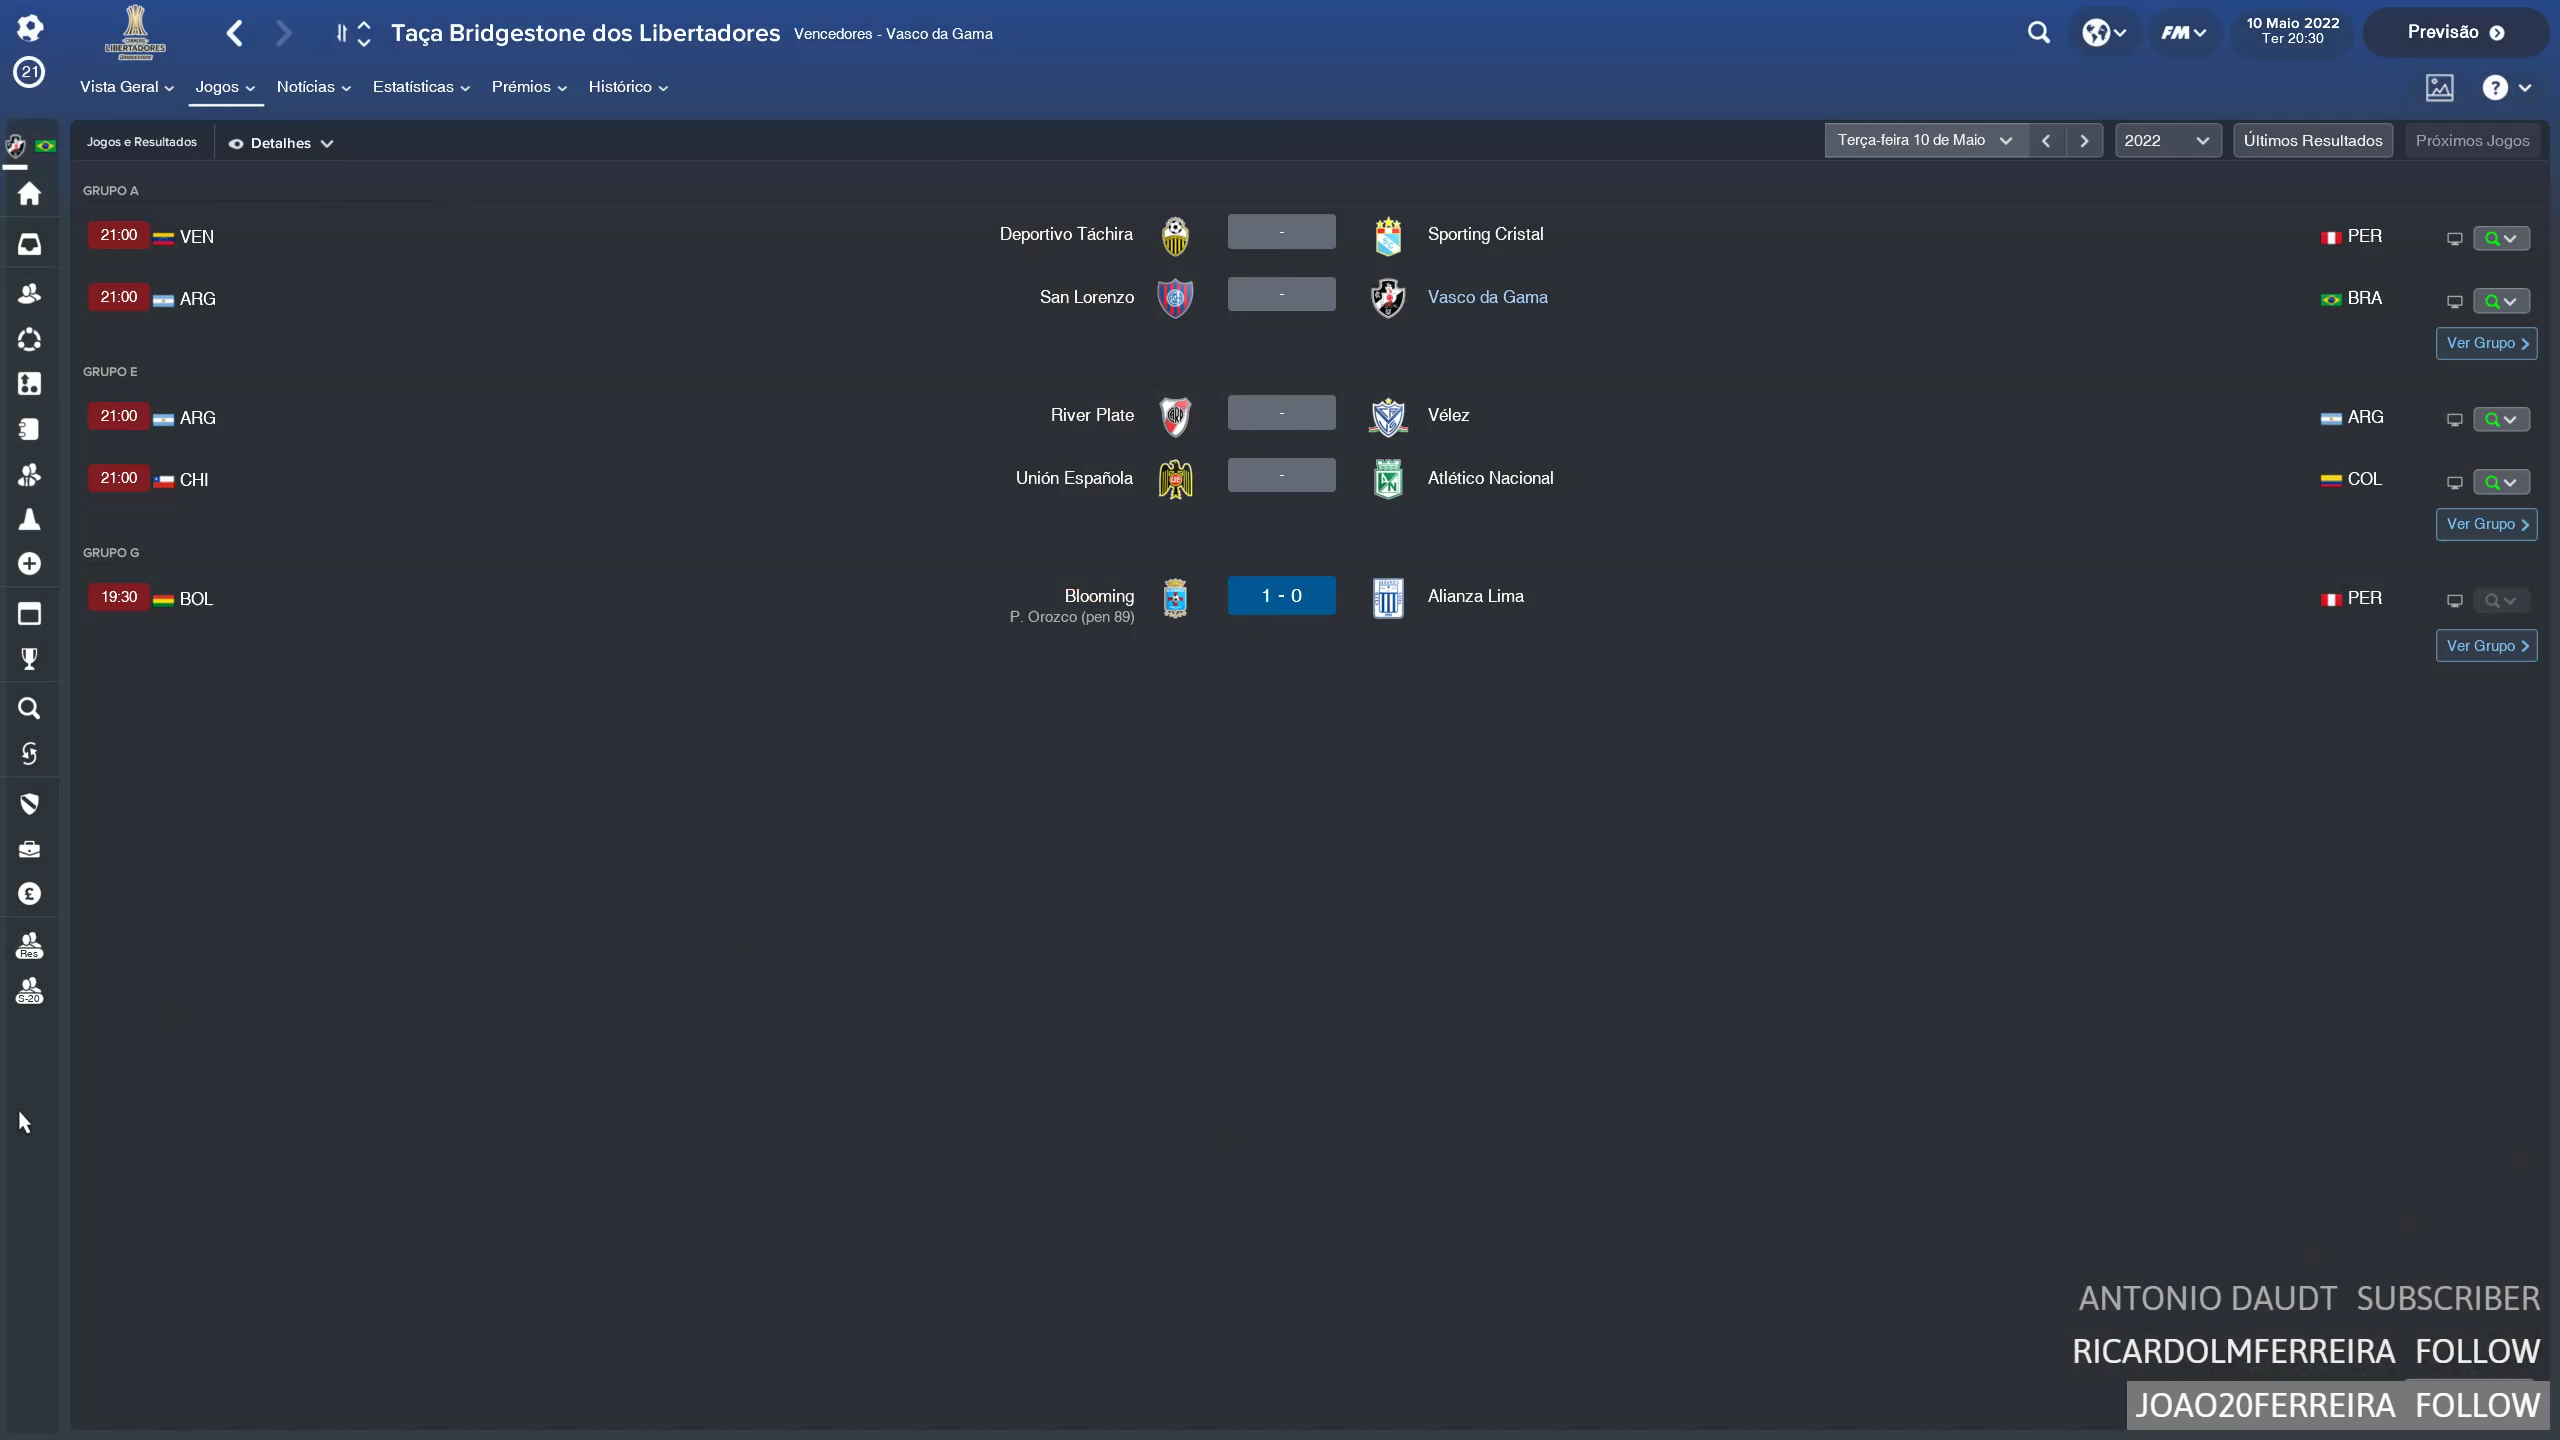 Taça Bridgestone dos Libertadores Vencedores - Vasco da Gama
FM
10 Maio 2022
Ter 20:30
Previsão
21
Vista Geral Jogos Notícias Estatísticas Prémios Histórico
?
Jogos e Resultados Detalhes Terça-feira 10 de Maio 2022 Últimos Resultados Próximos Jogos
GRUPO A
21:00 VEN Deportivo Táchira - Sporting Cristal PER
21:00 ARG San Lorenzo - Vasco da Gama BRA
Ver Grupo
GRUPO E
21:00 ARG River Plate - Vélez ARG
21:00 CHI Unión Española - Atlético Nacional COL
Ver Grupo
GRUPO G
19:30 BOL Blooming 1 - 0 Alianza Lima PER
P. Orozco (pen 89)
Ver Grupo
£
Res
S-20
ANTONIO DAUDT SUBSCRIBER
RICARDOLMFERREIRA FOLLOW
JOAO20FERREIRA FOLLOW